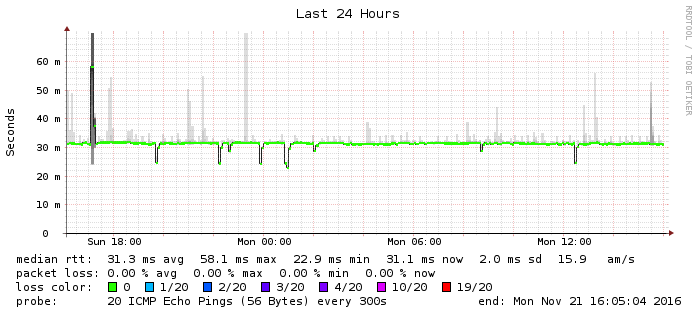 Last 24 Hours
RRDTOOL / TOBI OETIKER
Seconds
60 m
50 m
40 m
30 m
20 m
10 m
0
Sun 18:00 Mon 00:00 Mon 06:00 Mon 12:00
median rtt: 31.3 ms avg 58.1 ms max 22.9 ms min 31.1 ms now 2.0 ms sd 15.9 am/s
packet loss: 0.00 % avg 0.00 % max 0.00 % min 0.00 % now
loss color: 0 1/20 2/20 3/20 4/20 10/20 19/20
probe: 20 ICMP Echo Pings (56 Bytes) every 300s end: Mon Nov 21 16:05:04 2016